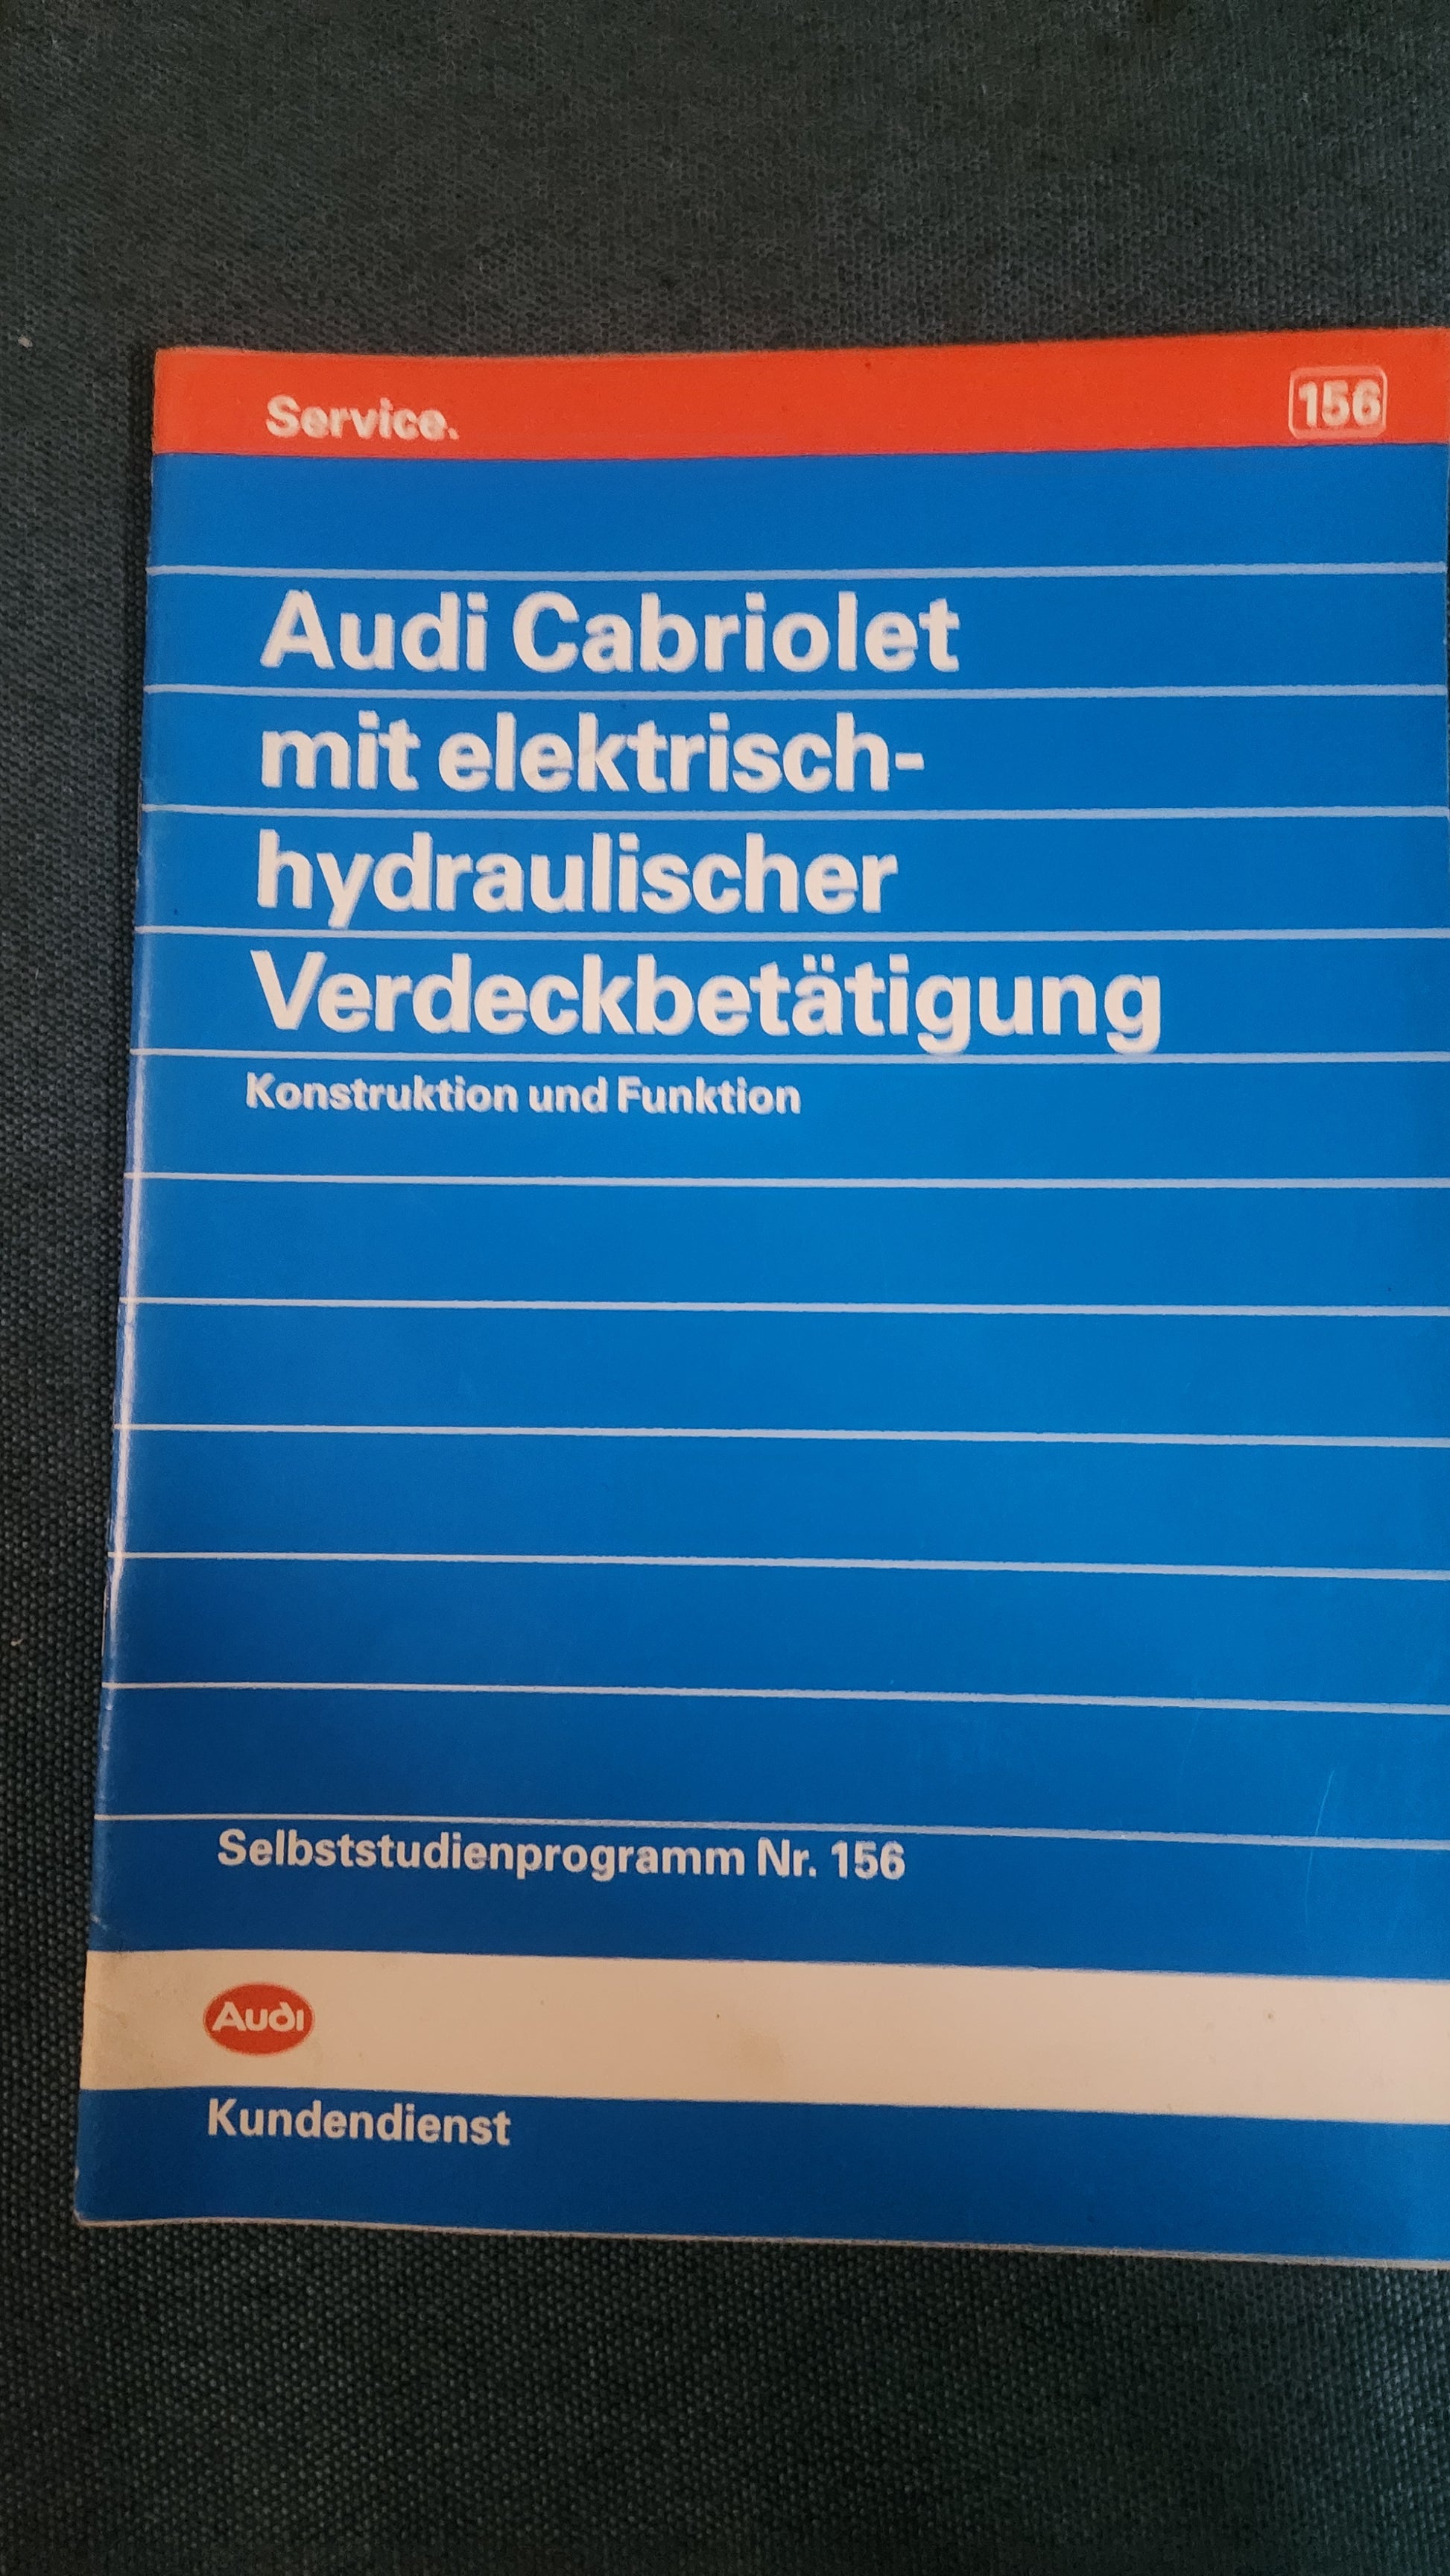 Service.
156
Audi Cabriolet
mit elektrisch-
hydraulischer
Verdeckbetätigung
Konstruktion und Funktion
Selbststudienprogramm Nr. 156
Audi
Kundendienst